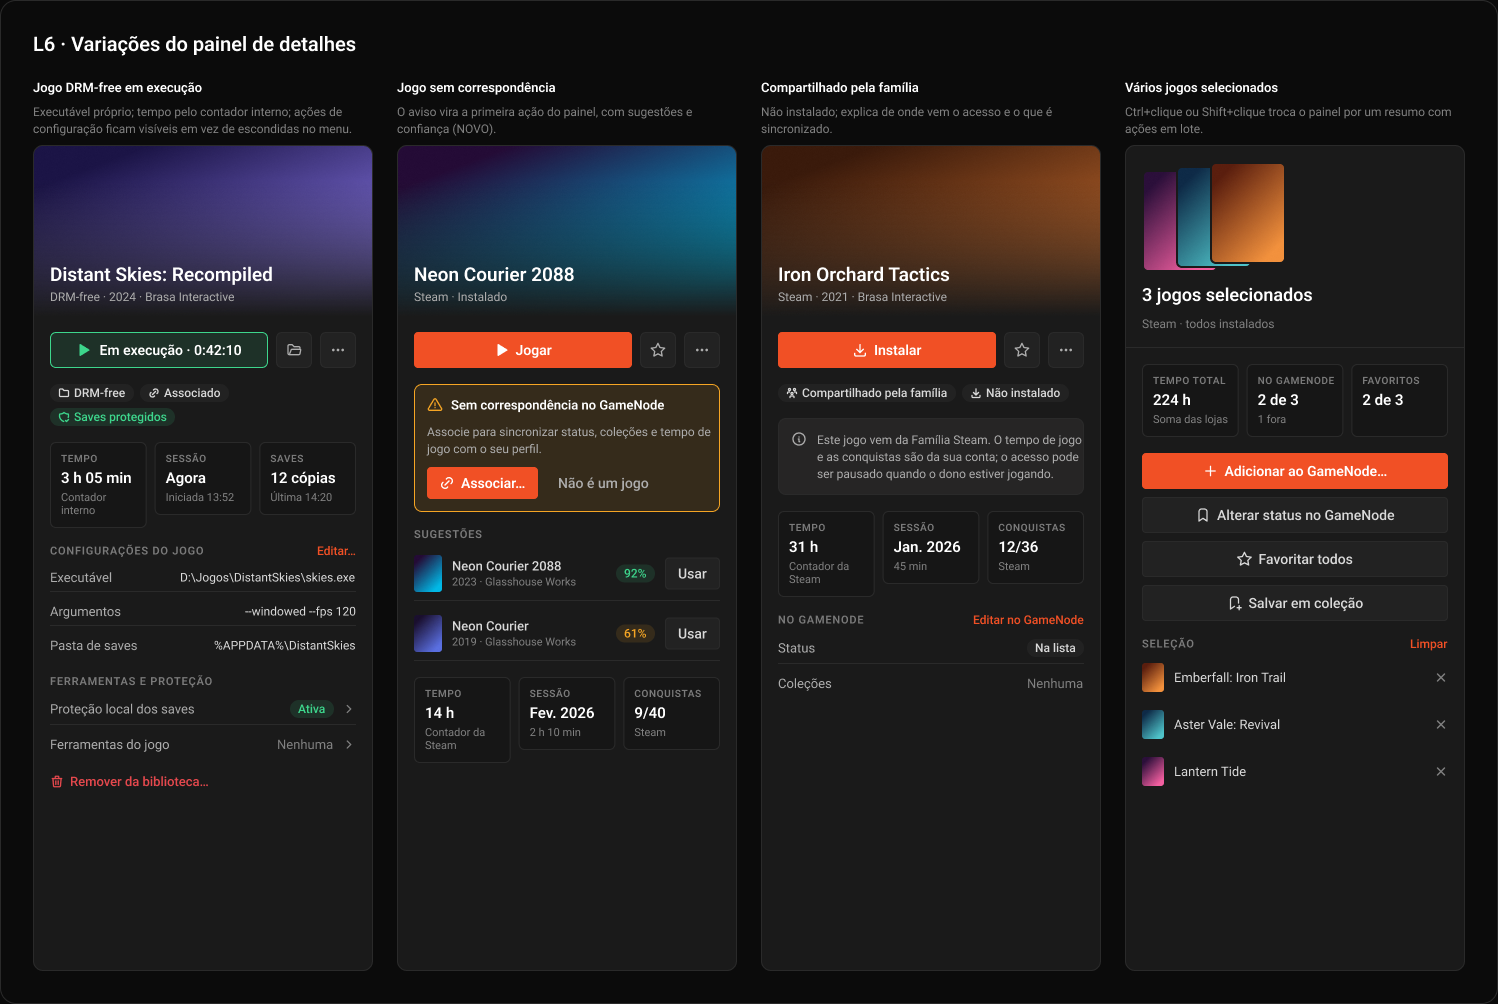 L6 · Variações do painel de detalhes
Jogo DRM-free em execução
Executável próprio; tempo pelo contador interno; ações de
configuração ficam visíveis em vez de escondidas no menu.
Distant Skies: Recompiled
DRM-free · 2024 · Brasa Interactive
Em execução · 0:42:10
DRM-free
Associado
Saves protegidos
TEMPO
3 h 05 min
Contador
interno
SESSÃO
Agora
Iniciada 13:52
SAVES
12 cópias
Última 14:20
CONFIGURAÇÕES DO JOGO
Editar...
Executável
D:\Jogos\DistantSkies\skies.exe
Argumentos
--windowed --fps 120
Pasta de saves
%APPDATA%\DistantSkies
FERRAMENTAS E PROTEÇÃO
Proteção local dos saves
Ativa
Ferramentas do jogo
Nenhuma
Remover da biblioteca...
Jogo sem correspondência
O aviso vira a primeira ação do painel, com sugestões e
confiança (NOVO).
Neon Courier 2088
Steam · Instalado
Jogar
Sem correspondência no GameNode
Associe para sincronizar status, coleções e tempo de
jogo com o seu perfil.
Associar...
Não é um jogo
SUGESTÕES
Neon Courier 2088
2023 · Glasshouse Works
92%
Usar
Neon Courier
2019 · Glasshouse Works
61%
Usar
TEMPO
14 h
Contador da
Steam
SESSÃO
Fev. 2026
2 h 10 min
CONQUISTAS
9/40
Steam
Compartilhado pela família
Não instalado; explica de onde vem o acesso e o que é
sincronizado.
Iron Orchard Tactics
Steam · 2021 · Brasa Interactive
Instalar
Compartilhado pela família
Não instalado
Este jogo vem da Família Steam. O tempo de jogo
e as conquistas são da sua conta; o acesso pode
ser pausado quando o dono estiver jogando.
TEMPO
31 h
Contador da
Steam
SESSÃO
Jan. 2026
45 min
CONQUISTAS
12/36
Steam
NO GAMENODE
Editar no GameNode
Status
Na lista
Coleções
Nenhuma
Vários jogos selecionados
Ctrl+clique ou Shift+clique troca o painel por um resumo com
ações em lote.
3 jogos selecionados
Steam · todos instalados
TEMPO TOTAL
224 h
Soma das lojas
NO GAMENODE
2 de 3
1 fora
FAVORITOS
2 de 3
Adicionar ao GameNode...
Alterar status no GameNode
Favoritar todos
Salvar em coleção
SELEÇÃO
Limpar
Emberfall: Iron Trail
Aster Vale: Revival
Lantern Tide